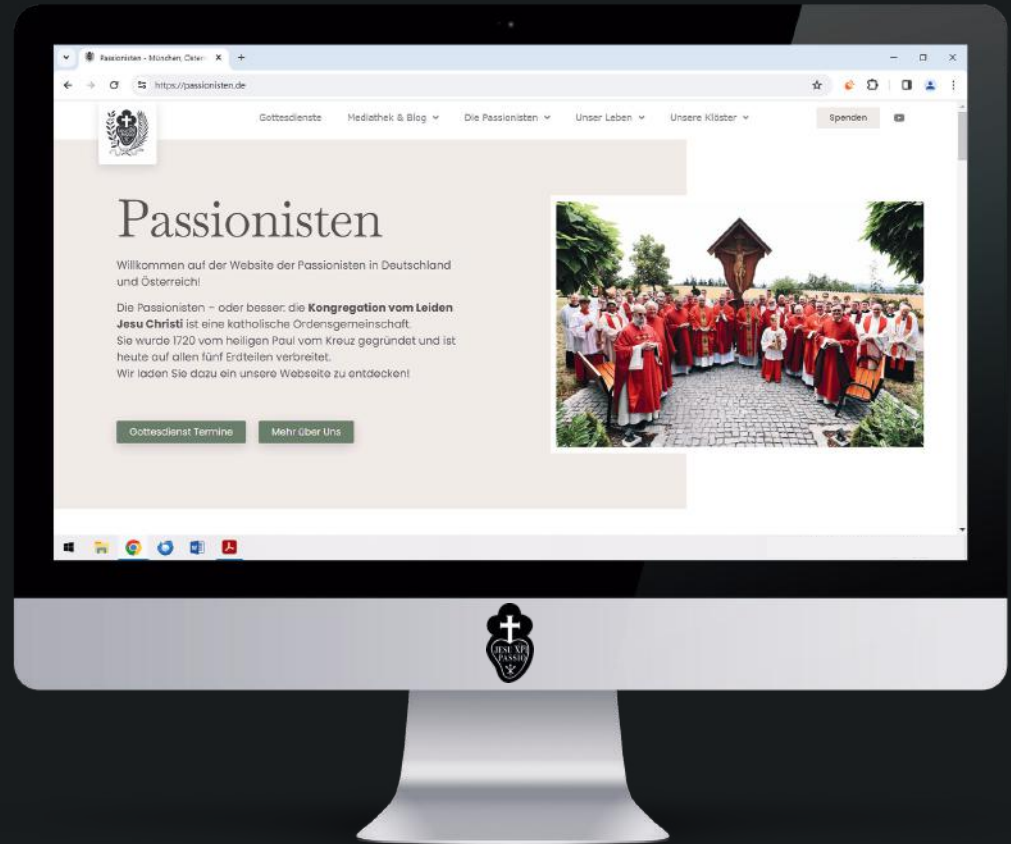 Passionisten - München, Öster
https://passionisten.de
Gottesdienste Mediathek & Blog Die Passionisten Unser Leben Unsere Klöster Spenden
Passionisten
Willkommen auf der Website der Passionisten in Deutschland
und Österreich!
Die Passionisten – oder besser: die Kongregation vom Leiden
Jesu Christi ist eine katholische Ordensgemeinschaft.
Sie wurde 1720 vom heiligen Paul vom Kreuz gegründet und ist
heute auf allen fünf Erdteilen verbreitet.
Wir laden Sie dazu ein unsere Webseite zu entdecken!
Gottesdienst Termine Mehr über Uns
JESU XPI
PASSIO